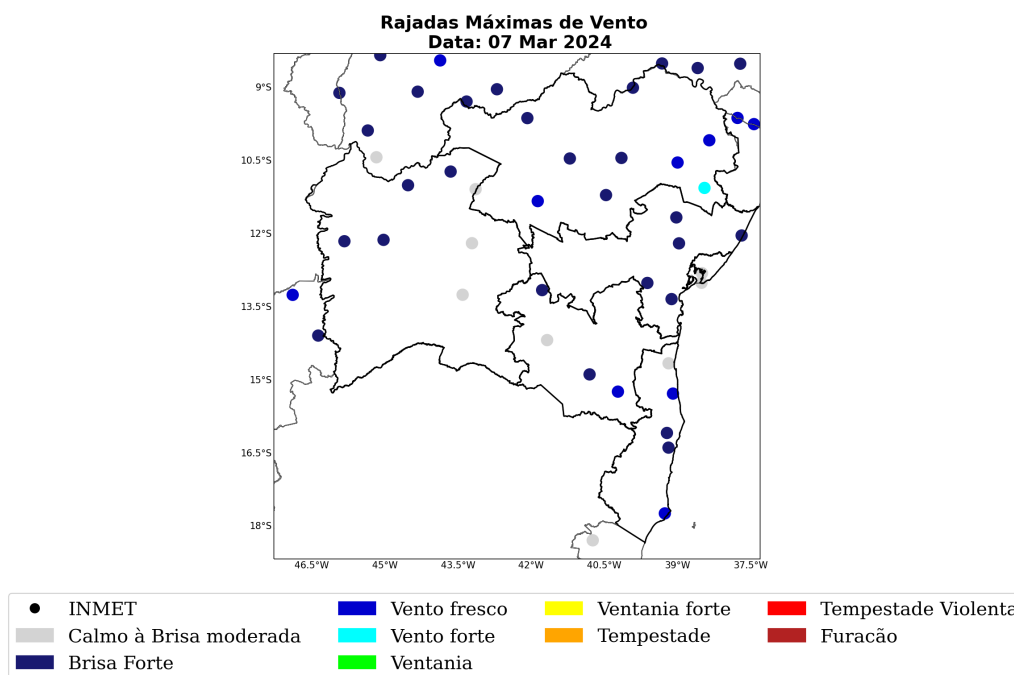 Rajadas Máximas de Vento
Data: 07 Mar 2024
9°S
10.5°S
12°S
13.5°S
15°S
16.5°S
18°S
46.5°W 45°W 43.5°W 42°W 40.5°W 39°W 37.5°W
INMET
Calmo à Brisa moderada
Brisa Forte
Vento fresco
Vento forte
Ventania
Ventania forte
Tempestade
Tempestade Violenta
Furacão